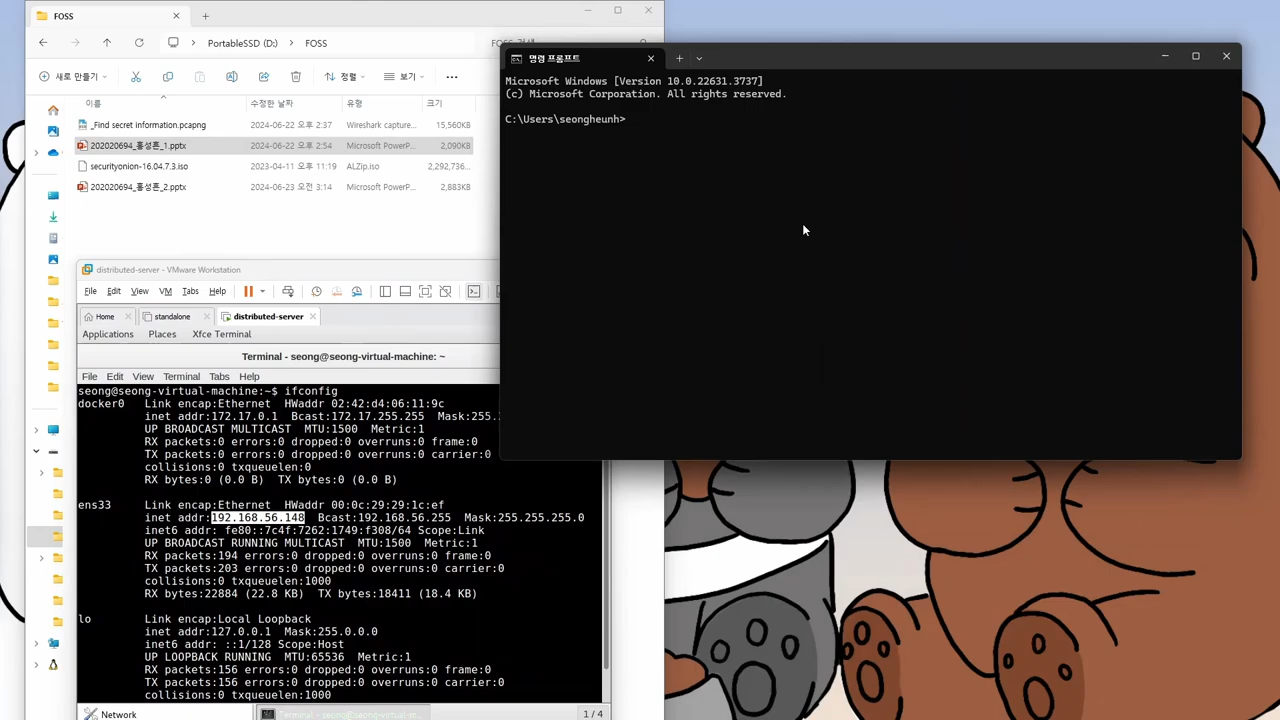 FOSS
PortableSSD (D:) > FOSS
FOSS 검색
새로 만들기
정렬
보기
이름 수정한 날짜 유형 크기
_Find secret information.pcapng 2024-06-22 오후 2:37 Wireshark capture... 15,560KB
202020694_홍성흔_1.pptx 2024-06-22 오후 2:54 Microsoft PowerP... 2,090KB
securityonion-16.04.7.3.iso 2023-04-11 오후 11:19 ALZip.iso 2,292,736...
202020694_홍성흔_2.pptx 2024-06-23 오전 3:14 Microsoft PowerP... 2,883KB
명령 프롬프트
Microsoft Windows [Version 10.0.22631.3737]
(c) Microsoft Corporation. All rights reserved.
C:\Users\seongheunh>
distributed-server - VMware Workstation
File Edit View VM Tabs Help
Home standalone distributed-server
Applications Places Xfce Terminal
Terminal - seong@seong-virtual-machine: ~
File Edit View Terminal Tabs Help
seong@seong-virtual-machine:~$ ifconfig
docker0 Link encap:Ethernet HWaddr 02:42:d4:06:11:9c
inet addr:172.17.0.1 Bcast:172.17.255.255 Mask:255.
UP BROADCAST MULTICAST MTU:1500 Metric:1
RX packets:0 errors:0 dropped:0 overruns:0 frame:0
TX packets:0 errors:0 dropped:0 overruns:0 carrier:0
collisions:0 txqueuelen:0
RX bytes:0 (0.0 B) TX bytes:0 (0.0 B)
ens33 Link encap:Ethernet HWaddr 00:0c:29:29:1c:ef
inet addr:192.168.56.148 Bcast:192.168.56.255 Mask:255.255.255.0
inet6 addr: fe80::7c4f:7262:1749:f308/64 Scope:Link
UP BROADCAST RUNNING MULTICAST MTU:1500 Metric:1
RX packets:194 errors:0 dropped:0 overruns:0 frame:0
TX packets:203 errors:0 dropped:0 overruns:0 carrier:0
collisions:0 txqueuelen:1000
RX bytes:22884 (22.8 KB) TX bytes:18411 (18.4 KB)
lo Link encap:Local Loopback
inet addr:127.0.0.1 Mask:255.0.0.0
inet6 addr: ::1/128 Scope:Host
UP LOOPBACK RUNNING MTU:65536 Metric:1
RX packets:156 errors:0 dropped:0 overruns:0 frame:0
TX packets:156 errors:0 dropped:0 overruns:0 carrier:0
collisions:0 txqueuelen:1000
Network
Terminal - seong@seong-virtual-m...
1 / 4